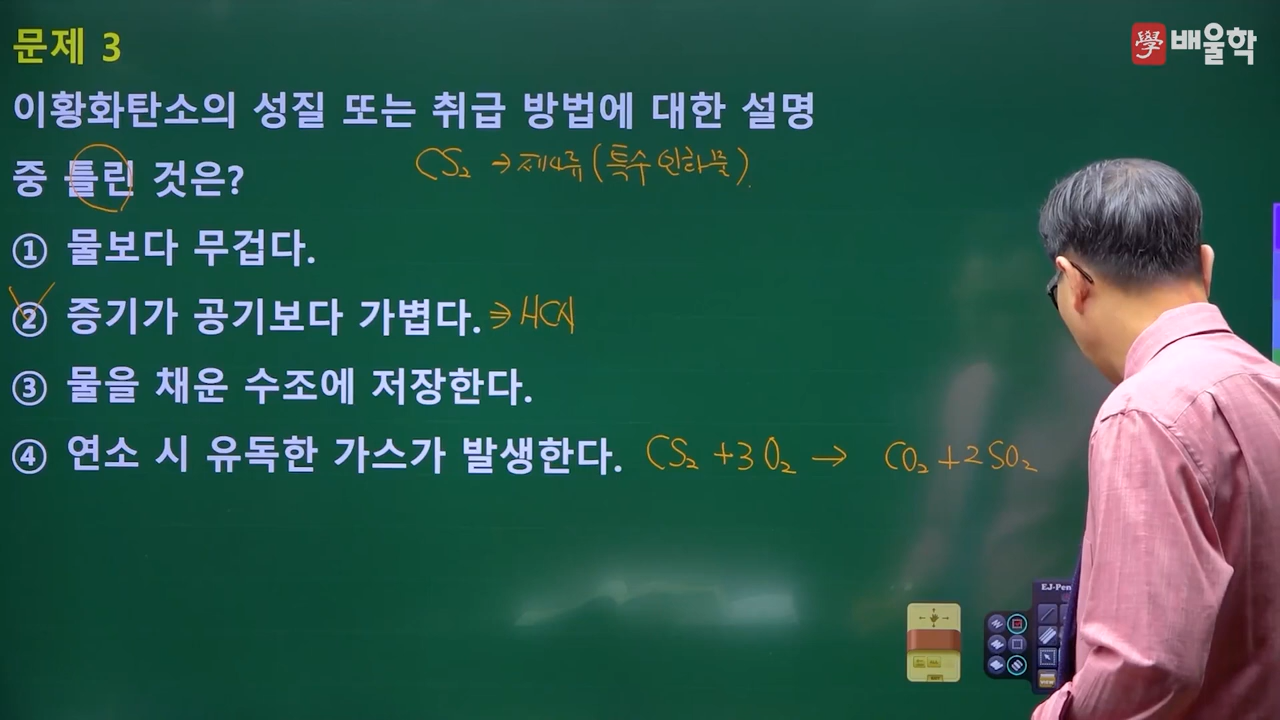 문제 3
學 배울학
이황화탄소의 성질 또는 취급 방법에 대한 설명
중 틀린 것은?
CS₂ → 제4류 (특수인화물).
① 물보다 무겁다.
② 증기가 공기보다 가볍다. ⇒ HCN
③ 물을 채운 수조에 저장한다.
④ 연소 시 유독한 가스가 발생한다. CS₂ + 3O₂ → CO₂ + 2SO₂
EJ-Pen